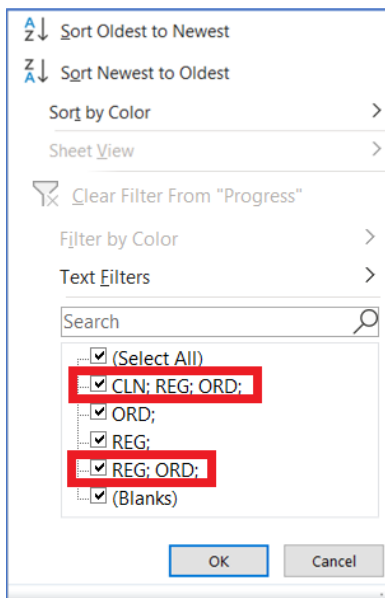 Sort Oldest to Newest
Sort Newest to Oldest
Sort by Color
Sheet View
Clear Filter From "Progress"
Filter by Color
Text Filters
Search
(Select All)
CLN; REG; ORD;
ORD;
REG;
REG; ORD;
(Blanks)
OK Cancel